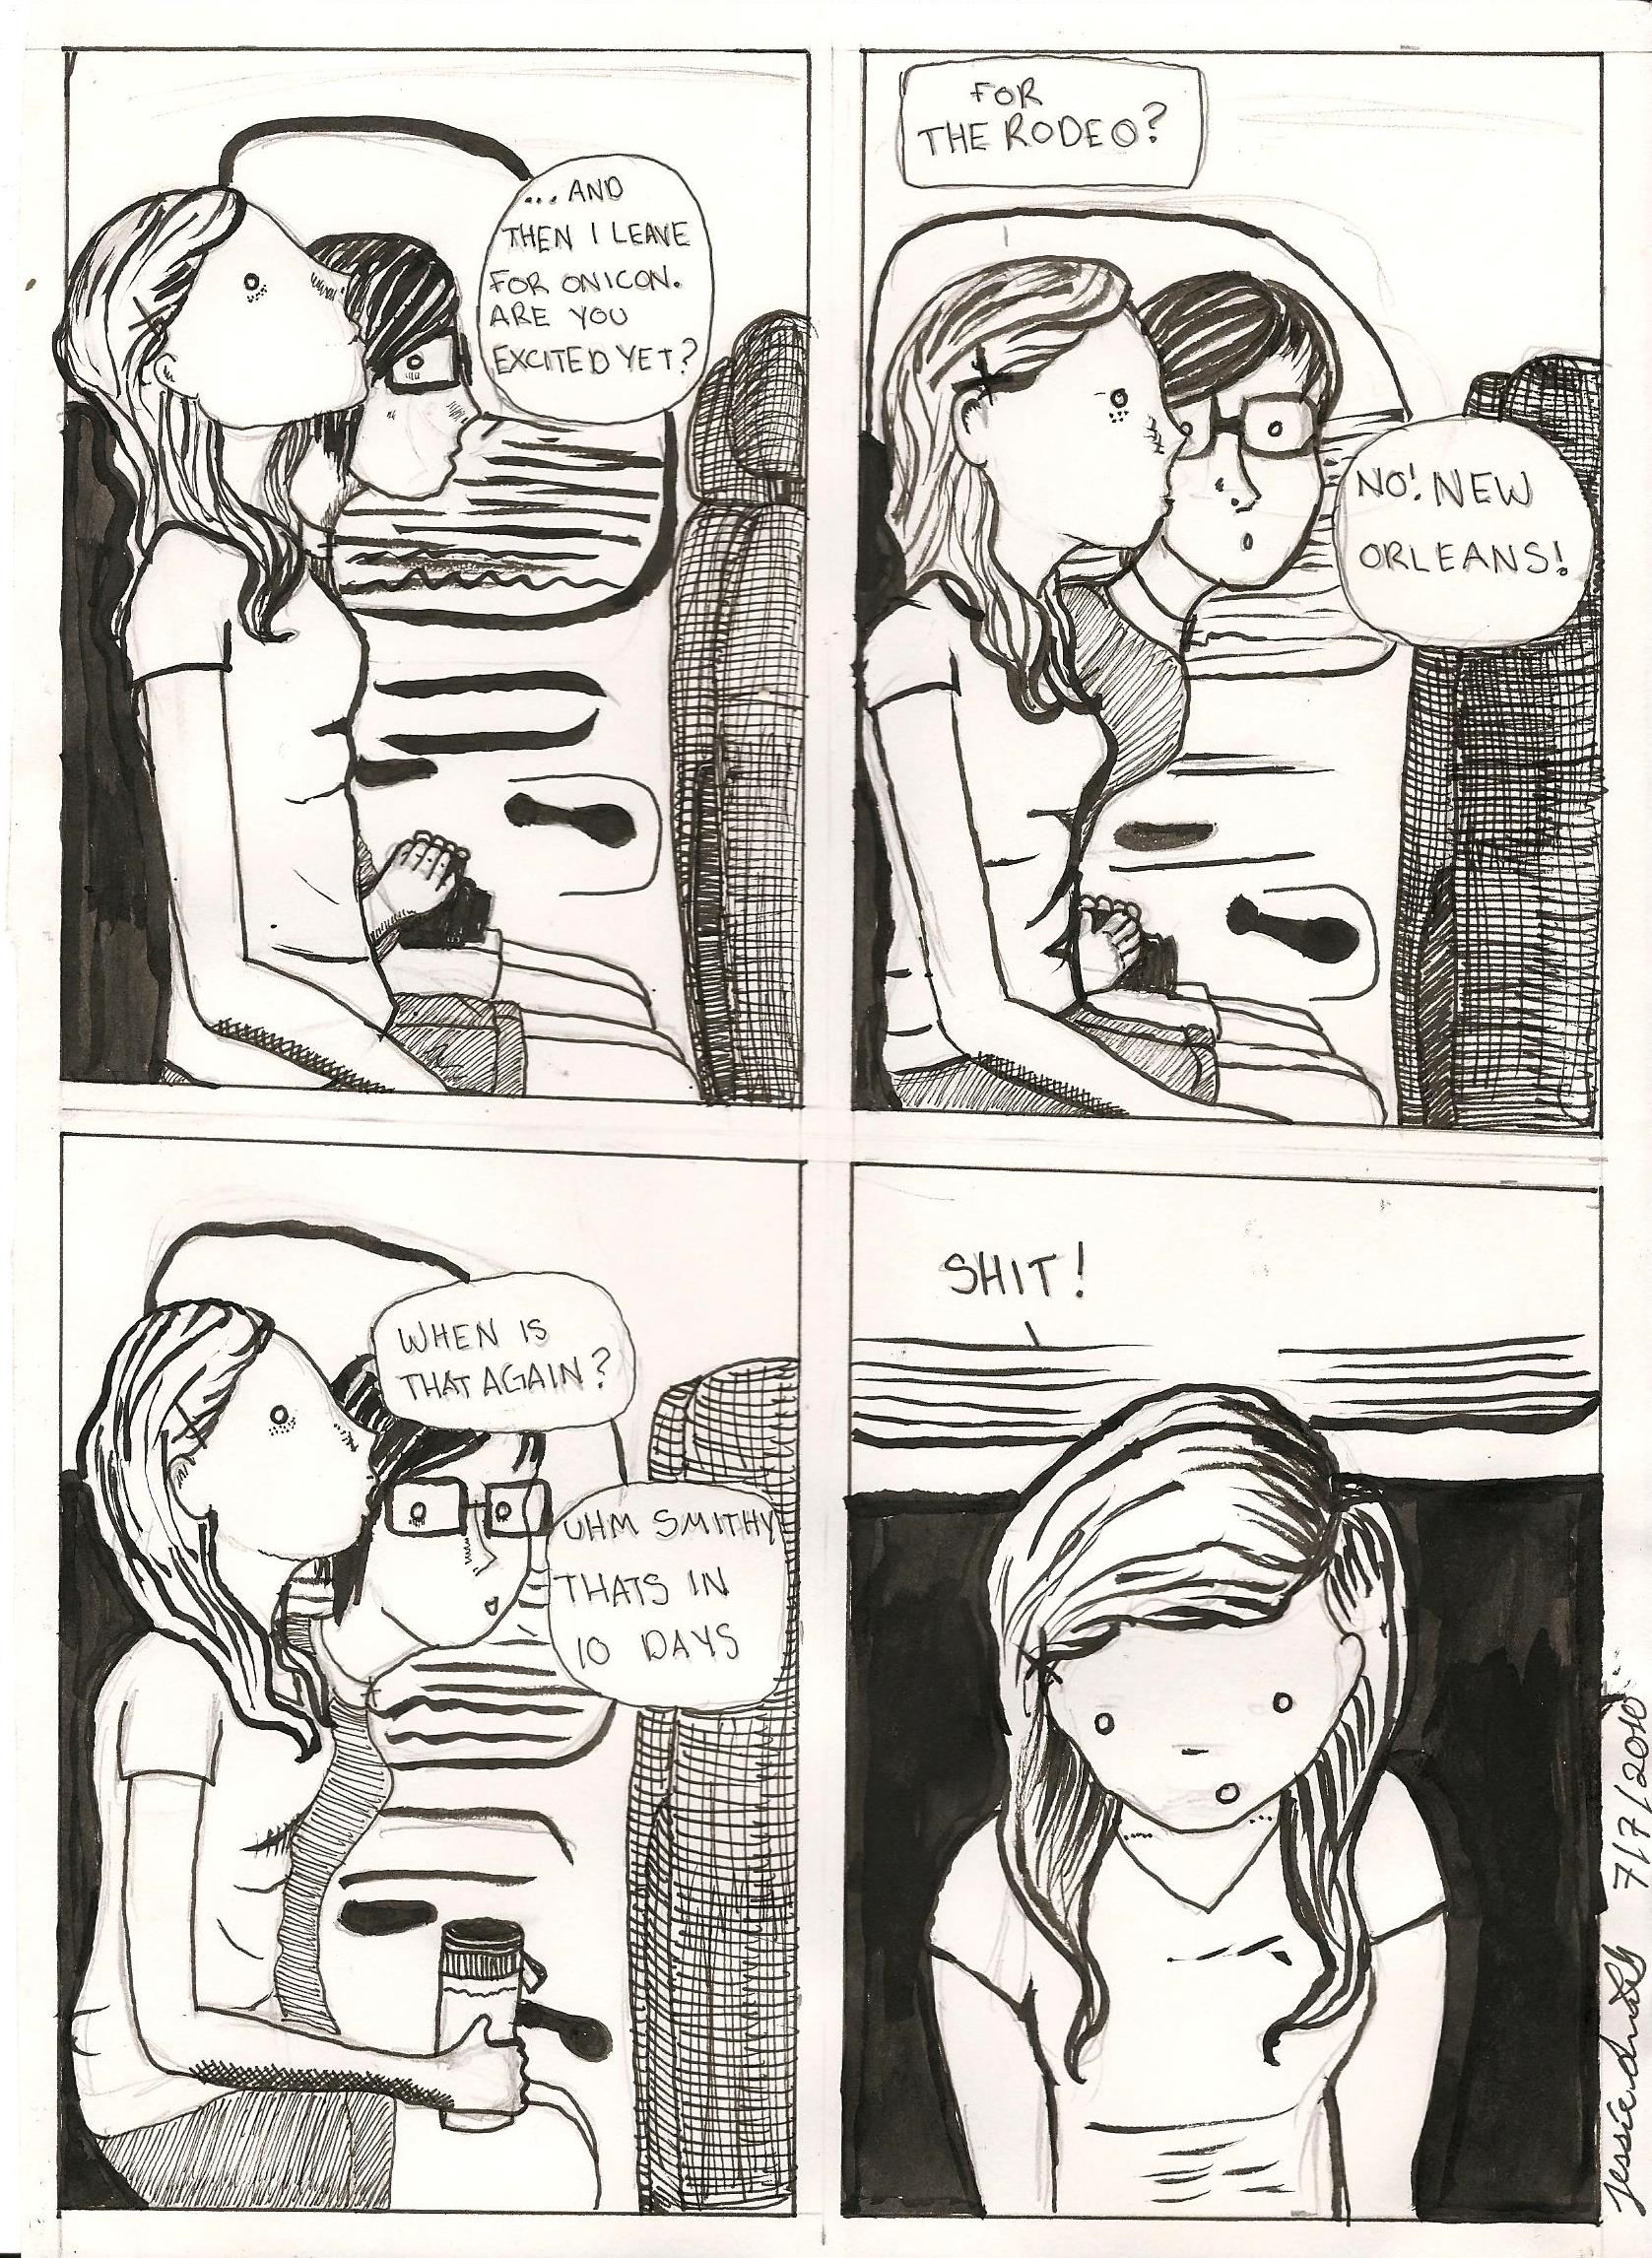 ... AND
THEN I LEAVE
FOR ONICON.
ARE YOU
EXCITED YET?
FOR
THE RODEO?
NO! NEW
ORLEANS!
WHEN IS
THAT AGAIN?
UHM SMITHY
THATS IN
10 DAYS
SHIT!
7/7/2010